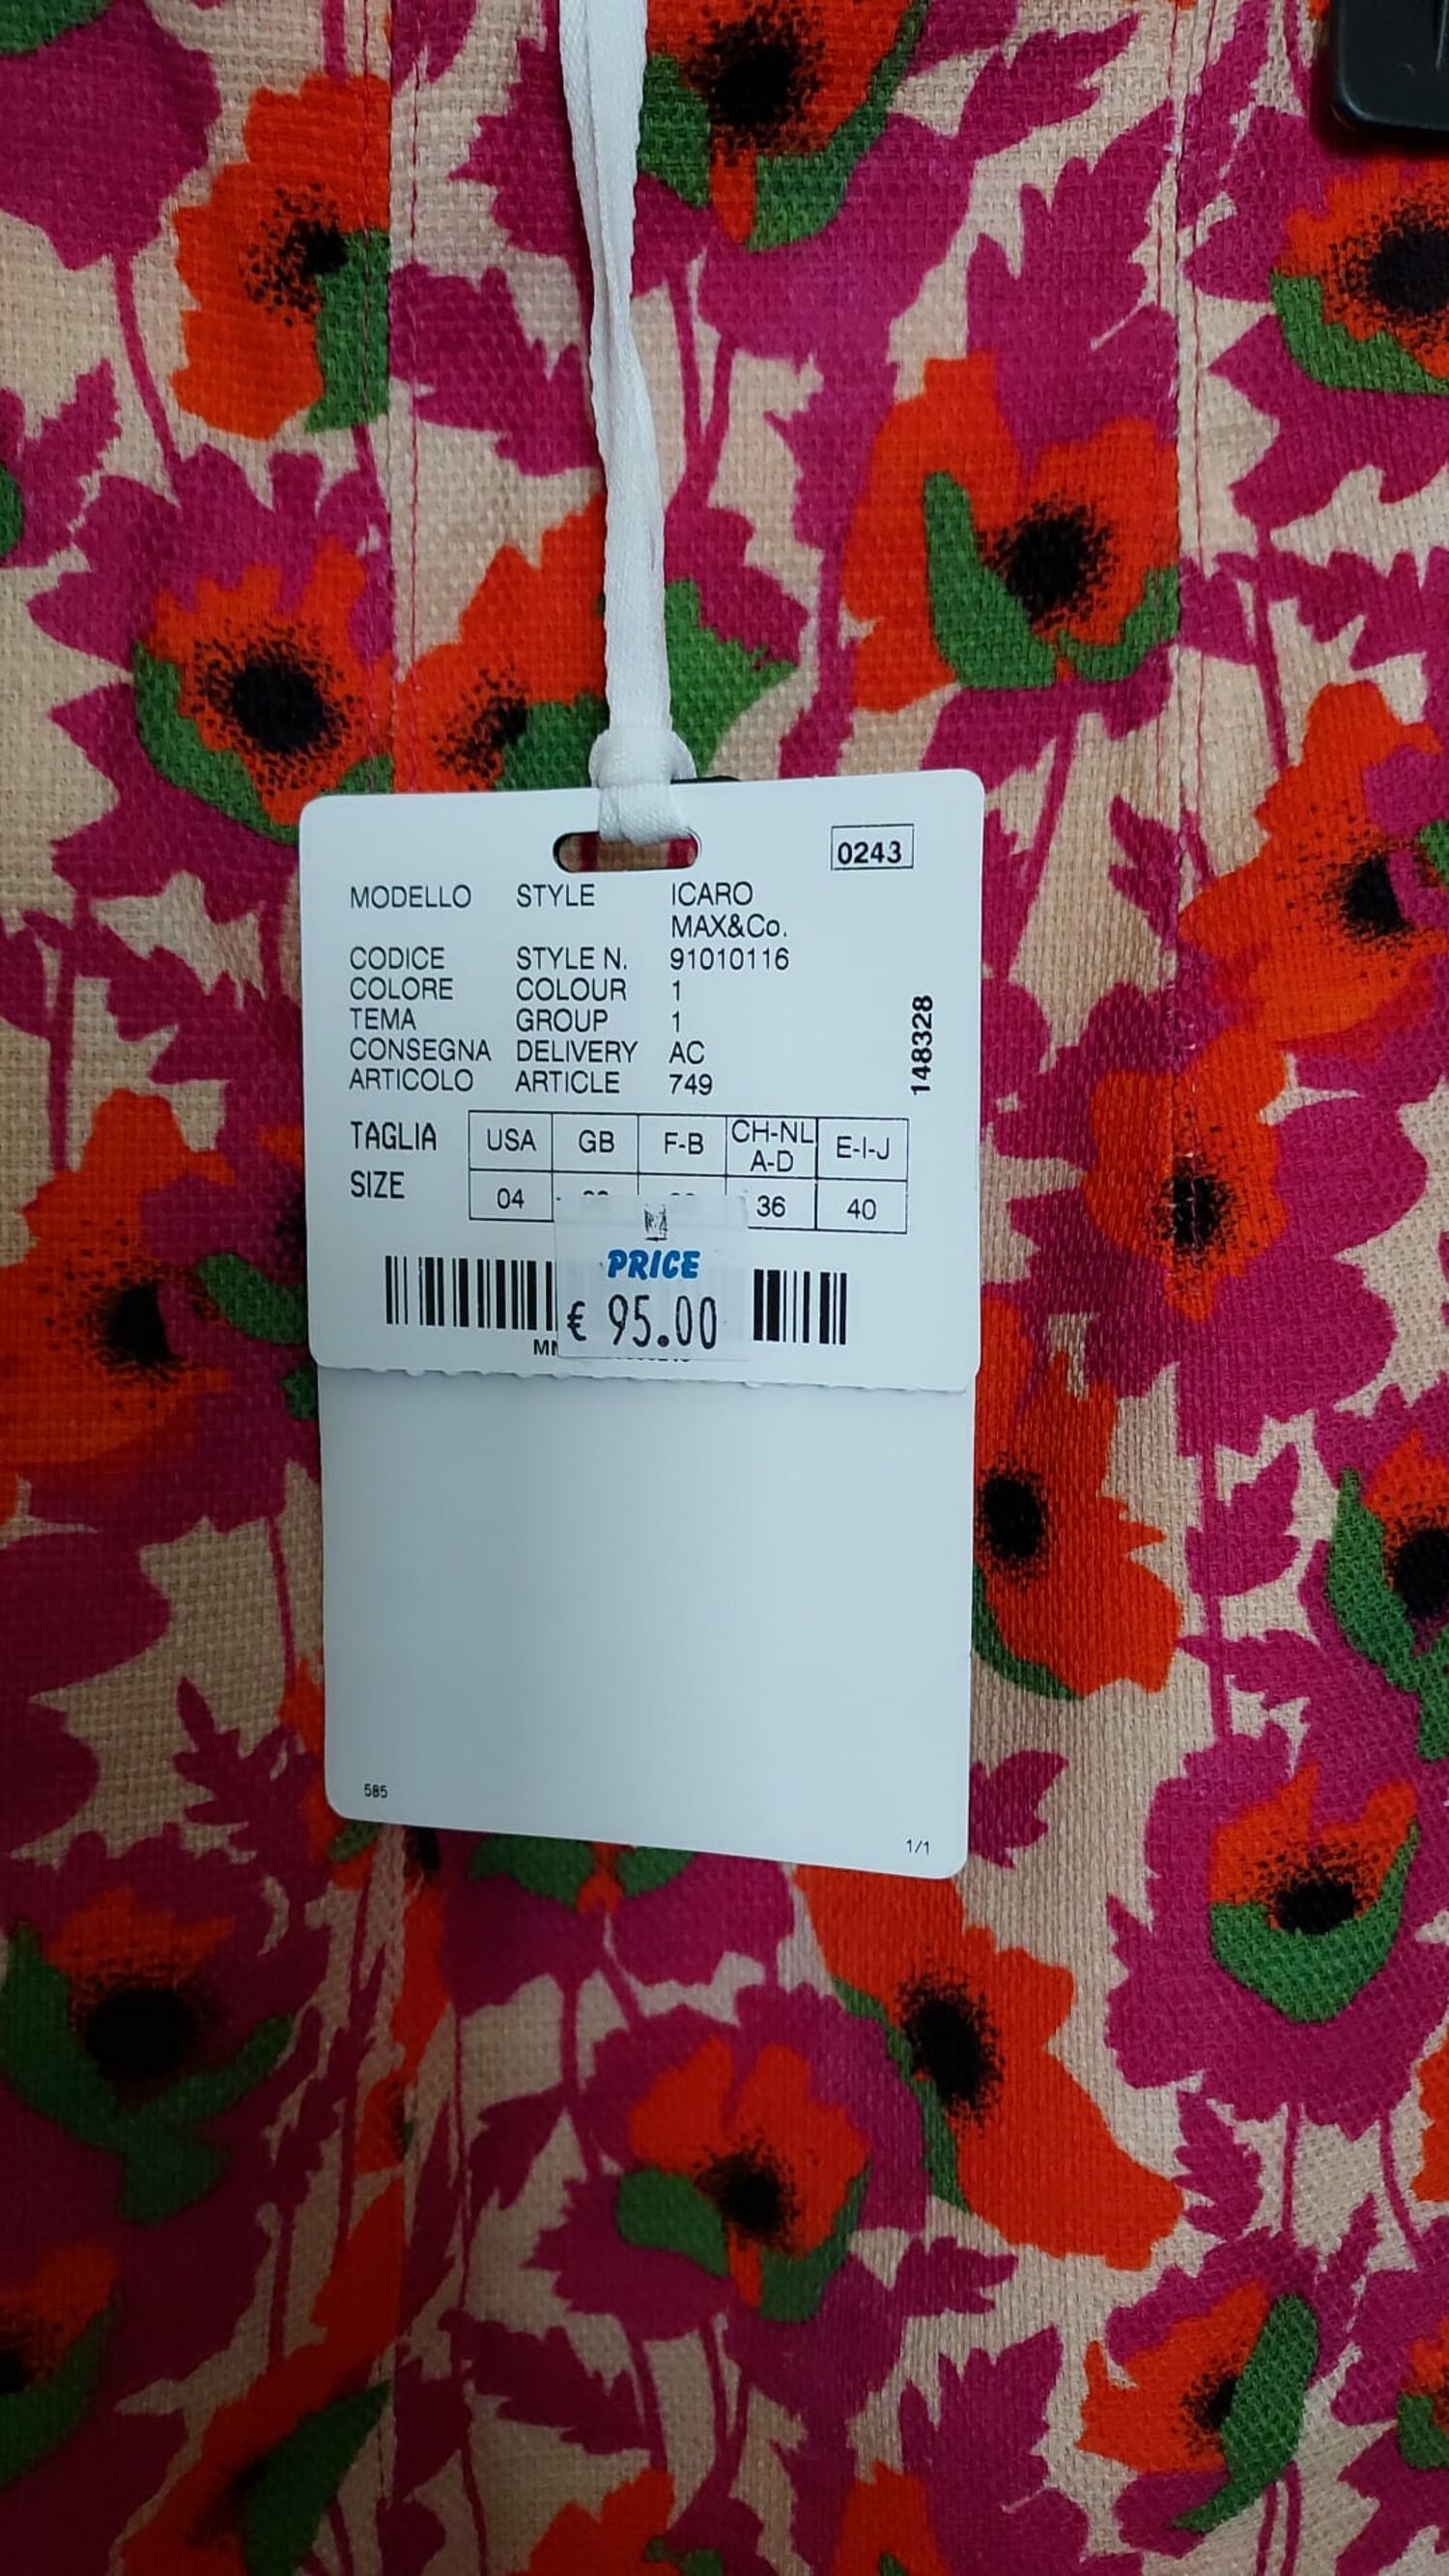 0243
MODELLO STYLE ICARO
MAX&Co.
CODICE STYLE N. 91010116
COLORE COLOUR 1
TEMA GROUP 1
CONSEGNA DELIVERY AC
ARTICOLO ARTICLE 749
148328
TAGLIA USA GB F-B CH-NL A-D E-I-J
SIZE 04 36 40
PRICE
€ 95.00
585
1/1